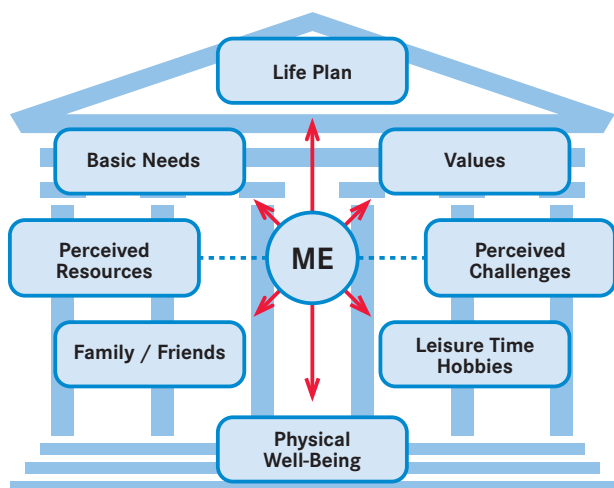 Life Plan
Basic Needs
Values
Perceived
Resources
ME
Perceived
Challenges
Family / Friends
Leisure Time
Hobbies
Physical
Well-Being